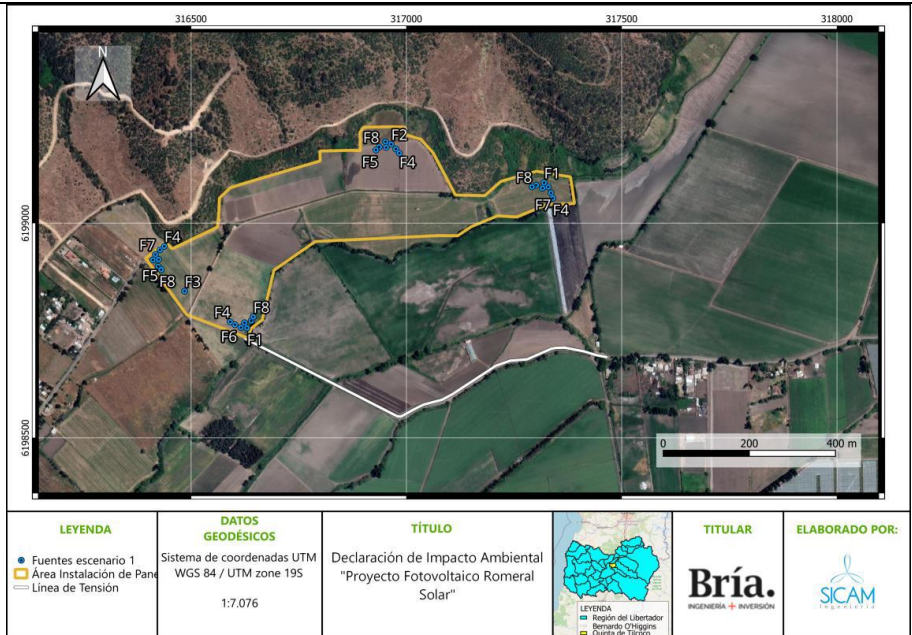 316500 317000 317500 318000
N
6199000
6198500
F8 F2
F5 F4
F8 F1
F7 F4
F7 F4
F5 F8 F3
F4 F8
F6 F1
0 200 400 m
LEYENDA
Fuentes escenario 1
Área Instalación de Pane
Línea de Tensión
DATOS
GEODÉSICOS
Sistema de coordenadas UTM
WGS 84 / UTM zone 19S
1:7.076
TÍTULO
Declaración de Impacto Ambiental
"Proyecto Fotovoltaico Romeral
Solar"
LEYENDA
Región del Libertador
Bernardo O'Higgins
Quinta de Tilcoco
TITULAR
Bría.
INGENIERÍA + INVERSIÓN
ELABORADO POR:
SICAM
Ingeniería